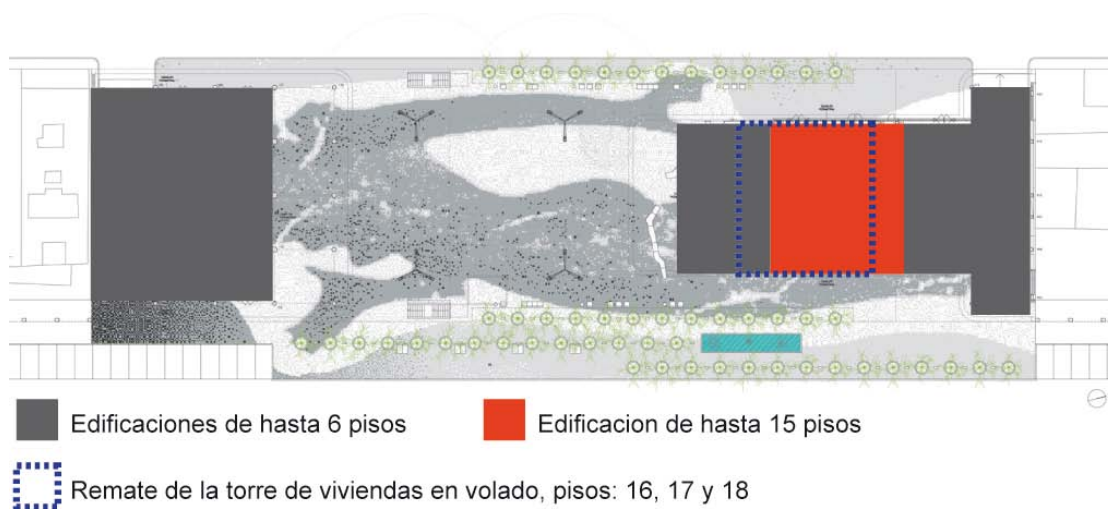 Edificaciones de hasta 6 pisos
Edificacion de hasta 15 pisos
Remate de la torre de viviendas en volado, pisos: 16, 17 y 18